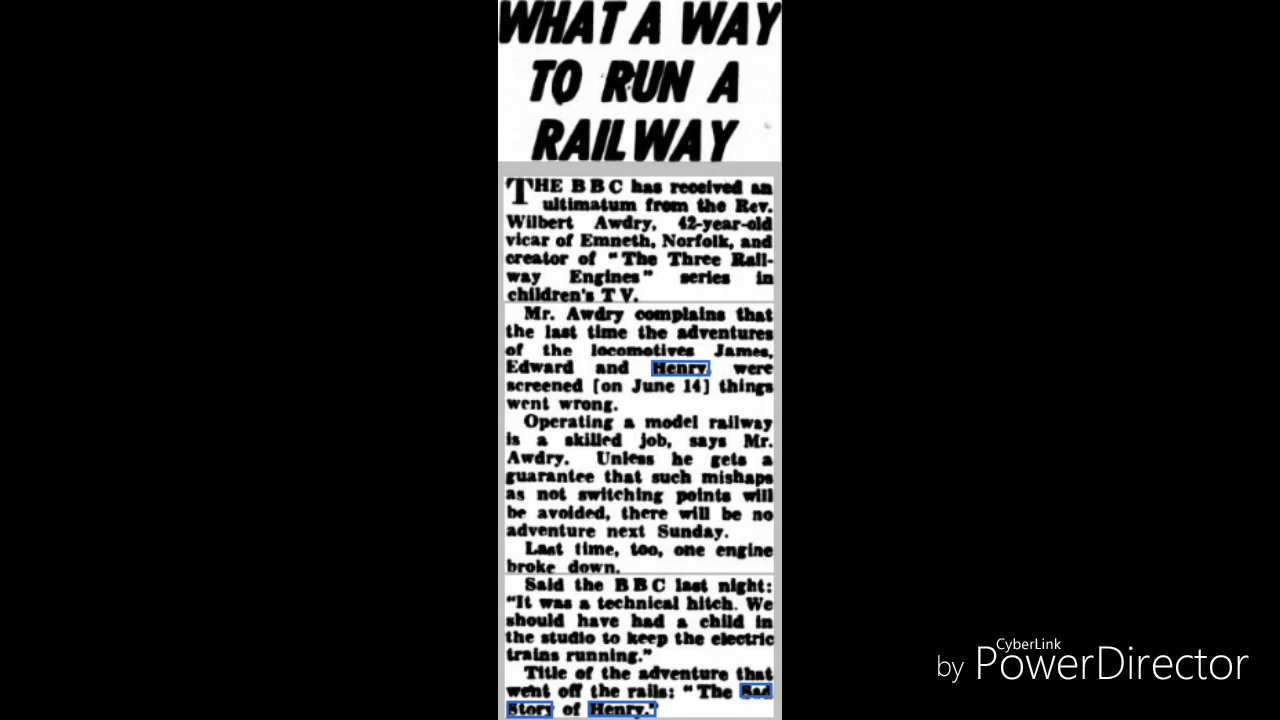 WHAT A WAY
TO RUN A
RAILWAY
THE BBC has received an
ultimatum from the Rev.
Wilbert Awdry, 42-year-old
vicar of Emneth, Norfolk, and
creator of "The Three Rail-
way Engines" series in
children's TV.
Mr. Awdry complains that
the last time the adventures
of the locomotives James,
Edward and Henry, were
screened [on June 14] things
went wrong.
Operating a model railway
is a skilled job, says Mr.
Awdry. Unless he gets a
guarantee that such mishaps
as not switching points will
be avoided, there will be no
adventure next Sunday.
Last time, too, one engine
broke down.
Said the BBC last night:
"It was a technical hitch. We
should have had a child in
the studio to keep the electric
trains running."
Title of the adventure that
went off the rails: "The Sad
Story of Henry."
CyberLink
by PowerDirector